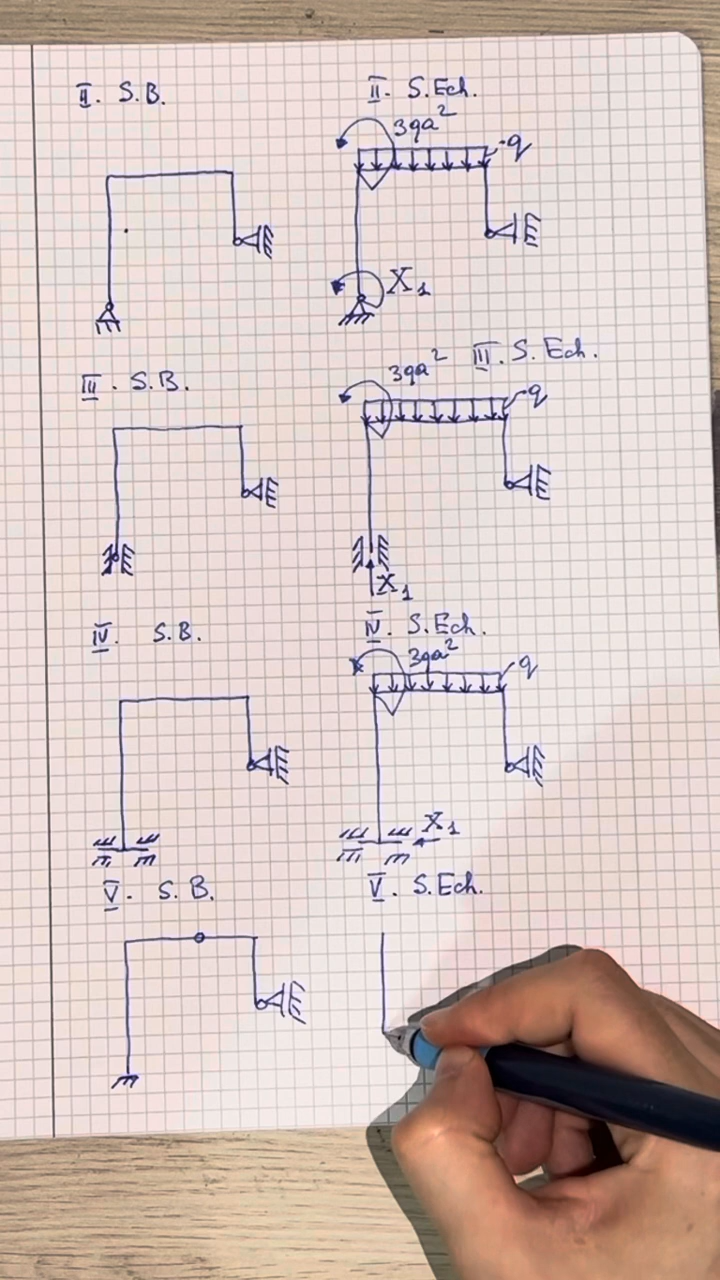 II. S.B.
II. S.Ech.
3qa²
q
X₁
III. S.B.
3qa²
III. S.Ech.
q
X₁
IV. S.B.
IV. S.Ech.
3qa²
q
X₁
V. S.B.
V. S.Ech.